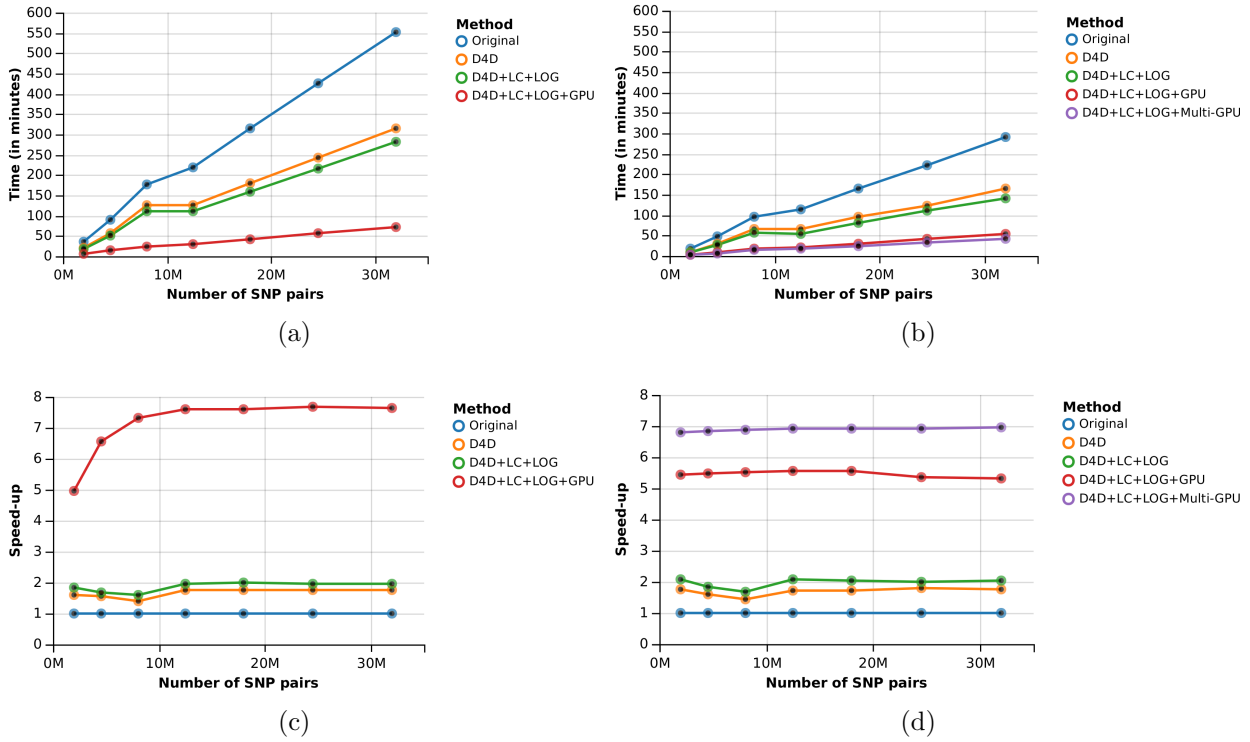 600
550
500
450
400
350
300
250
200
150
100
50
0
Time (in minutes)
0M 10M 20M 30M
Number of SNP pairs
Method
Original
D4D
D4D+LC+LOG
D4D+LC+LOG+GPU
(a)
600
550
500
450
400
350
300
250
200
150
100
50
0
Time (in minutes)
0M 10M 20M 30M
Number of SNP pairs
Method
Original
D4D
D4D+LC+LOG
D4D+LC+LOG+GPU
D4D+LC+LOG+Multi-GPU
(b)
8
7
6
5
4
3
2
1
0
Speed-up
0M 10M 20M 30M
Number of SNP pairs
Method
Original
D4D
D4D+LC+LOG
D4D+LC+LOG+GPU
(c)
8
7
6
5
4
3
2
1
0
Speed-up
0M 10M 20M 30M
Number of SNP pairs
Method
Original
D4D
D4D+LC+LOG
D4D+LC+LOG+GPU
D4D+LC+LOG+Multi-GPU
(d)